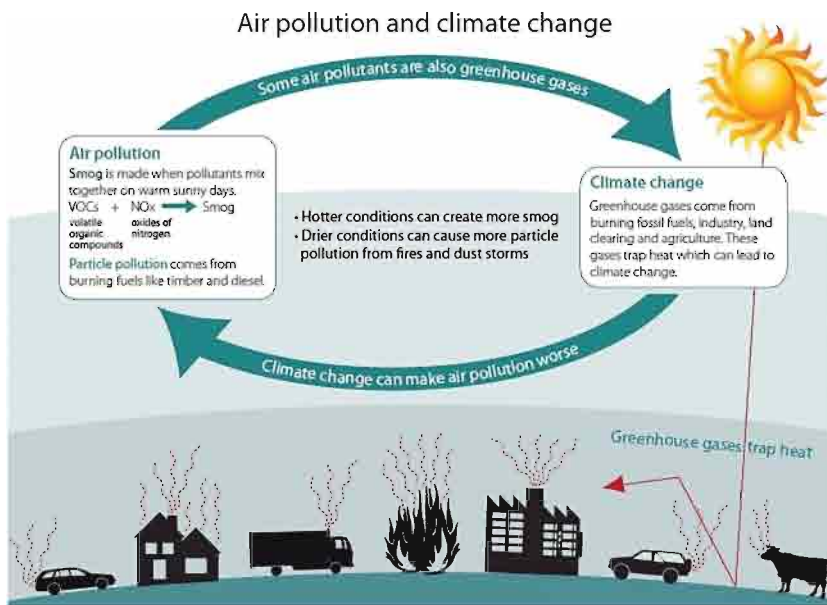 Air pollution and climate change
Some air pollutants are also greenhouse gases
Air pollution
Smog is made when pollutants mix
together on warm sunny days.
VOCs + NOx Smog
volatile organic compounds
oxides of nitrogen
Particle pollution comes from
burning fuels like timber and diesel.
• Hotter conditions can create more smog
• Drier conditions can cause more particle
pollution from fires and dust storms
Climate change
Greenhouse gases come from
burning fossil fuels, industry, land
clearing and agriculture. These
gases trap heat which can lead to
climate change.
Climate change can make air pollution worse
Greenhouse gases trap heat